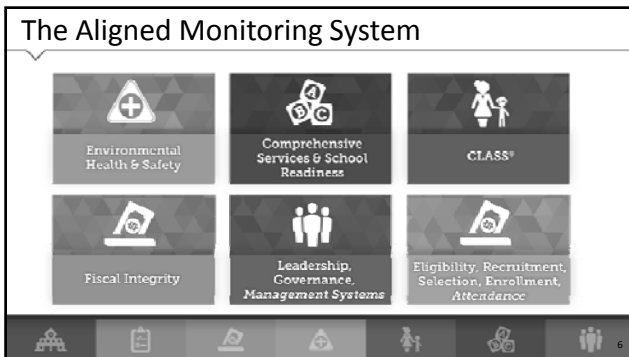 The Aligned Monitoring System
Environmental
Health & Safety
Comprehensive
Services & School
Readiness
CLASS®
Fiscal Integrity
Leadership,
Governance,
Management Systems
Eligibility, Recruitment,
Selection, Enrollment,
Attendance
A
B C
6